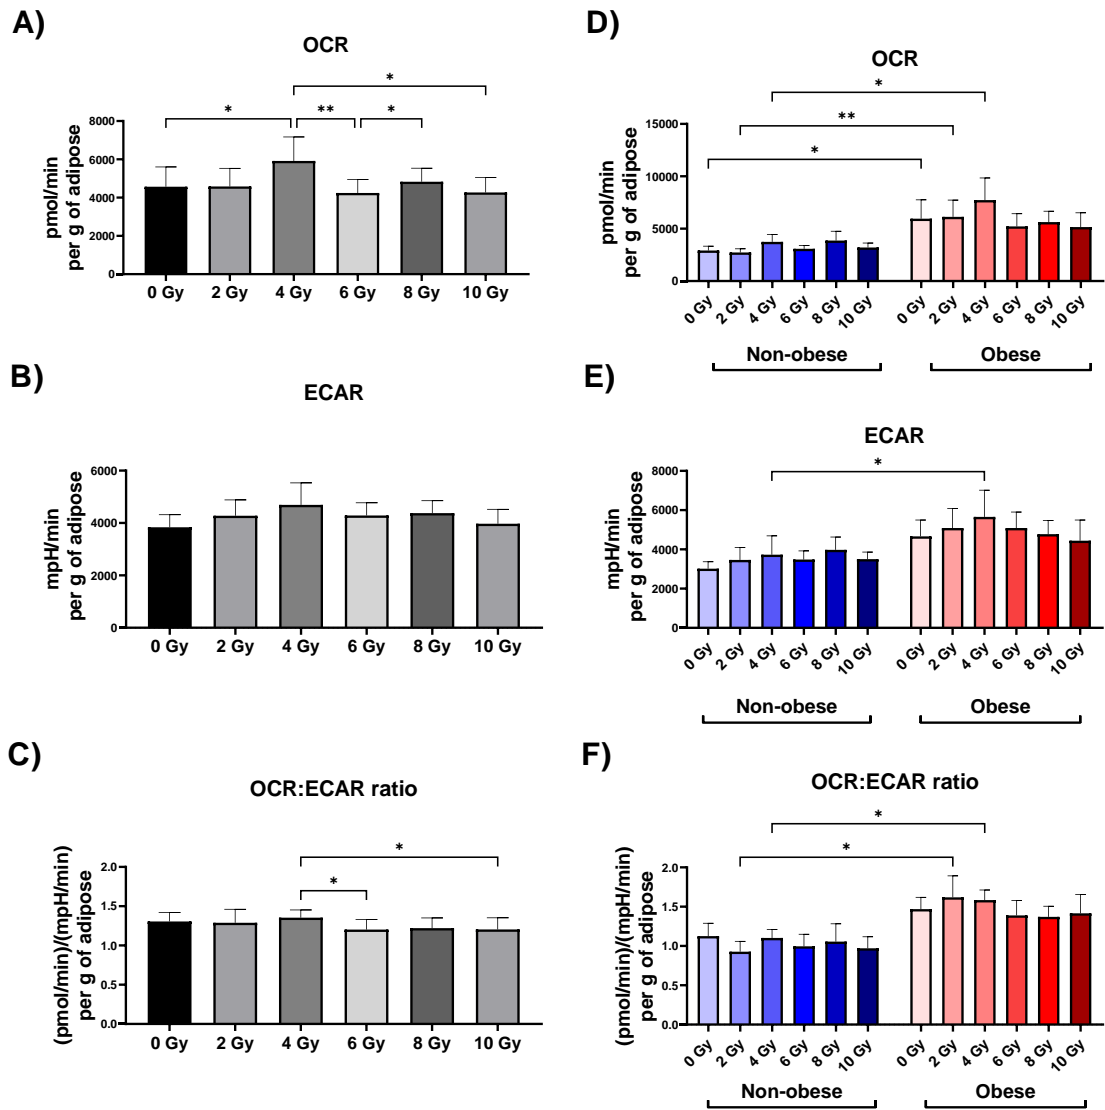 A)
OCR
*
* ** *
8000
6000
4000
2000
0
pmol/min
per g of adipose
0 Gy 2 Gy 4 Gy 6 Gy 8 Gy 10 Gy
B)
ECAR
6000
4000
2000
0
mpH/min
per g of adipose
0 Gy 2 Gy 4 Gy 6 Gy 8 Gy 10 Gy
C)
OCR:ECAR ratio
*
*
2.0
1.5
1.0
0.5
0.0
(pmol/min)/(mpH/min)
per g of adipose
0 Gy 2 Gy 4 Gy 6 Gy 8 Gy 10 Gy
D)
OCR
*
**
*
15000
10000
5000
0
pmol/min
per g of adipose
0 Gy 2 Gy 4 Gy 6 Gy 8 Gy 10 Gy 0 Gy 2 Gy 4 Gy 6 Gy 8 Gy 10 Gy
Non-obese Obese
E)
ECAR
*
8000
6000
4000
2000
0
mpH/min
per g of adipose
0 Gy 2 Gy 4 Gy 6 Gy 8 Gy 10 Gy 0 Gy 2 Gy 4 Gy 6 Gy 8 Gy 10 Gy
Non-obese Obese
F)
OCR:ECAR ratio
*
*
2.0
1.5
1.0
0.5
0.0
(pmol/min)/(mpH/min)
per g of adipose
0 Gy 2 Gy 4 Gy 6 Gy 8 Gy 10 Gy 0 Gy 2 Gy 4 Gy 6 Gy 8 Gy 10 Gy
Non-obese Obese